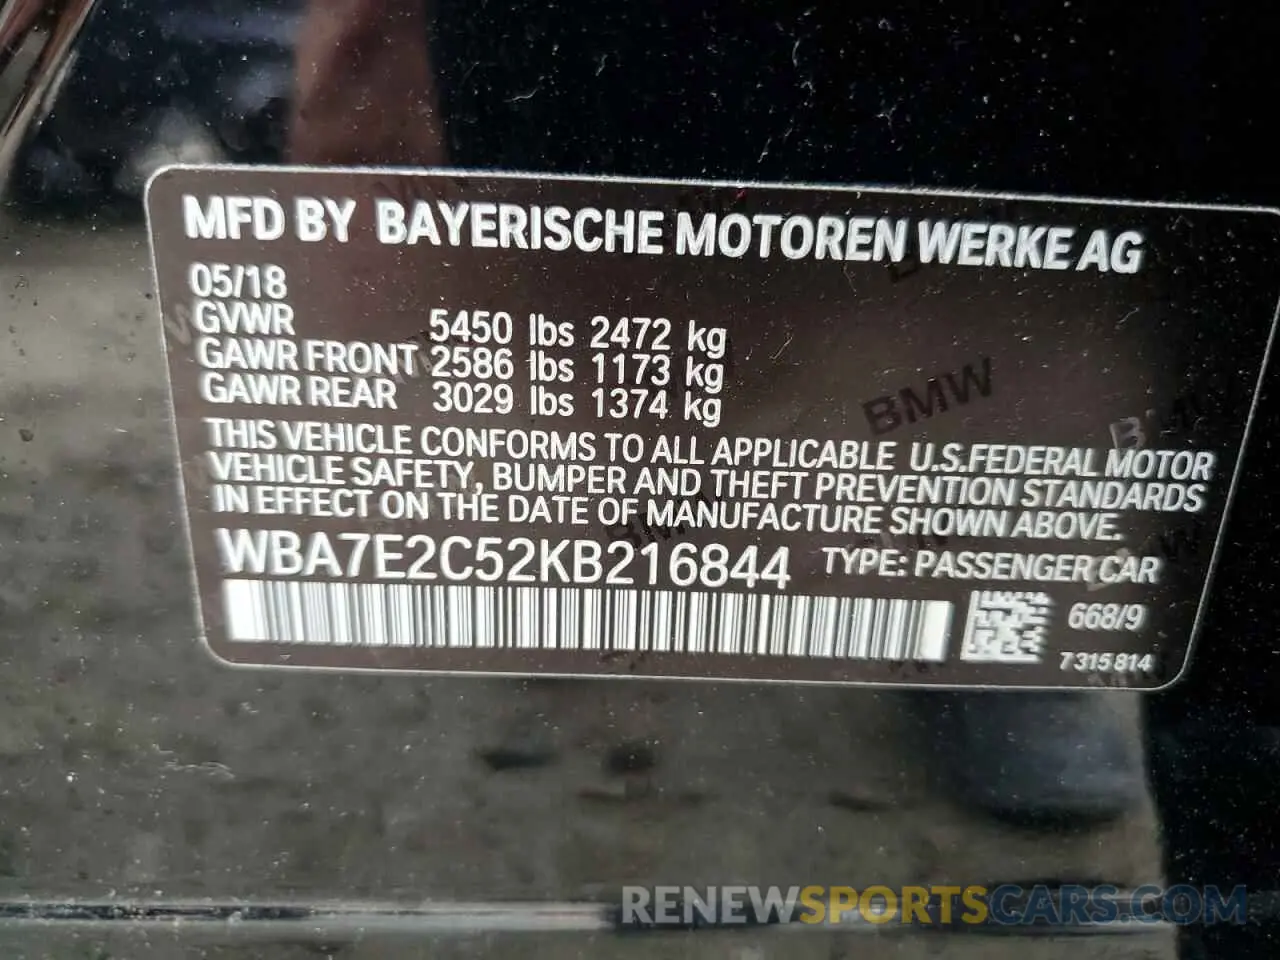 MFD BY BAYERISCHE MOTOREN WERKE AG
05/18
GVWR 5450 lbs 2472 kg
GAWR FRONT 2586 lbs 1173 kg
GAWR REAR 3029 lbs 1374 kg
THIS VEHICLE CONFORMS TO ALL APPLICABLE U.S.FEDERAL MOTOR
VEHICLE SAFETY, BUMPER AND THEFT PREVENTION STANDARDS
IN EFFECT ON THE DATE OF MANUFACTURE SHOWN ABOVE.
WBA7E2C52KB216844 TYPE: PASSENGER CAR
668/9
7315814
BMW
RENEWSPORTSCARS.COM